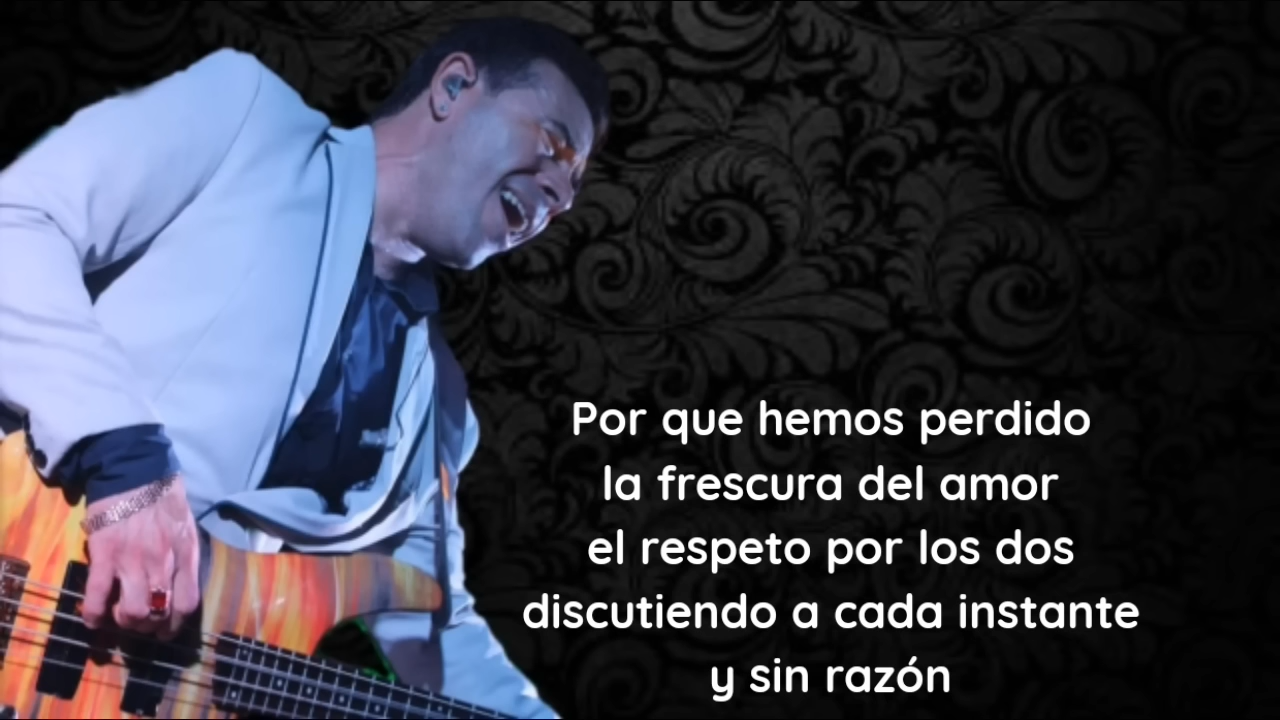 Por que hemos perdido
la frescura del amor
el respeto por los dos
discutiendo a cada instante
y sin razón